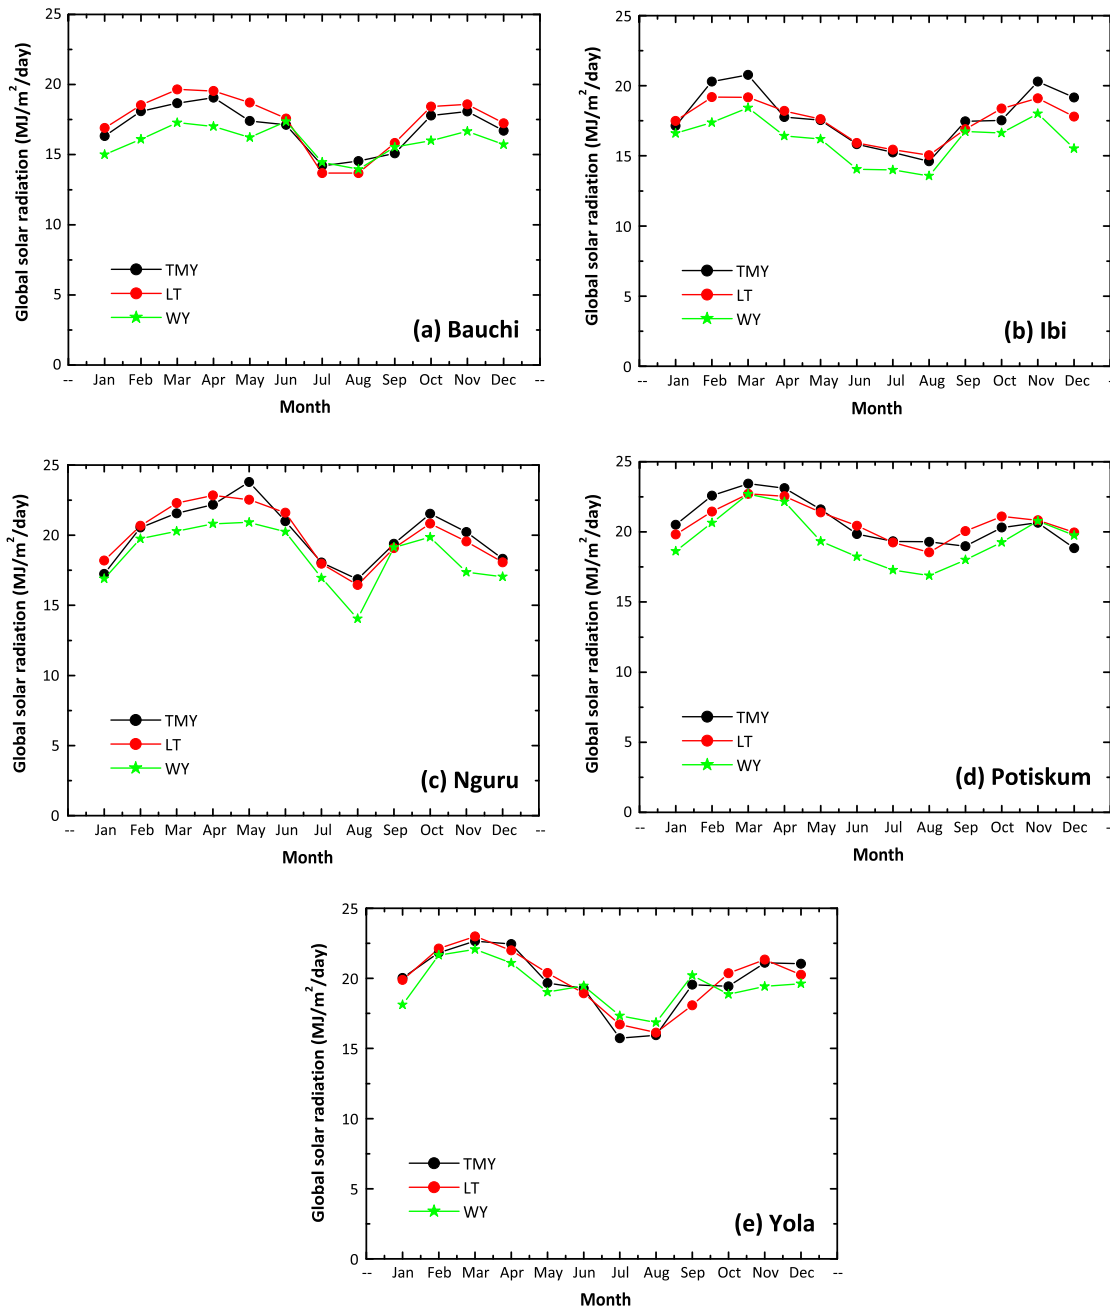 25
20
15
10
5
0
Global solar radiation (MJ/m²/day)
TMY
LT
WY
(a) Bauchi
-- Jan Feb Mar Apr May Jun Jul Aug Sep Oct Nov Dec --
Month
25
20
15
10
5
0
Global solar radiation (MJ/m²/day)
TMY
LT
WY
(b) Ibi
-- Jan Feb Mar Apr May Jun Jul Aug Sep Oct Nov Dec -
Month
25
20
15
10
5
0
Global solar radiation (MJ/m²/day)
TMY
LT
WY
(c) Nguru
-- Jan Feb Mar Apr May Jun Jul Aug Sep Oct Nov Dec --
Month
25
20
15
10
5
0
Global solar radiation (MJ/m²/day)
TMY
LT
WY
(d) Potiskum
-- Jan Feb Mar Apr May Jun Jul Aug Sep Oct Nov Dec -
Month
25
20
15
10
5
0
Global solar radiation (MJ/m²/day)
TMY
LT
WY
(e) Yola
-- Jan Feb Mar Apr May Jun Jul Aug Sep Oct Nov Dec --
Month